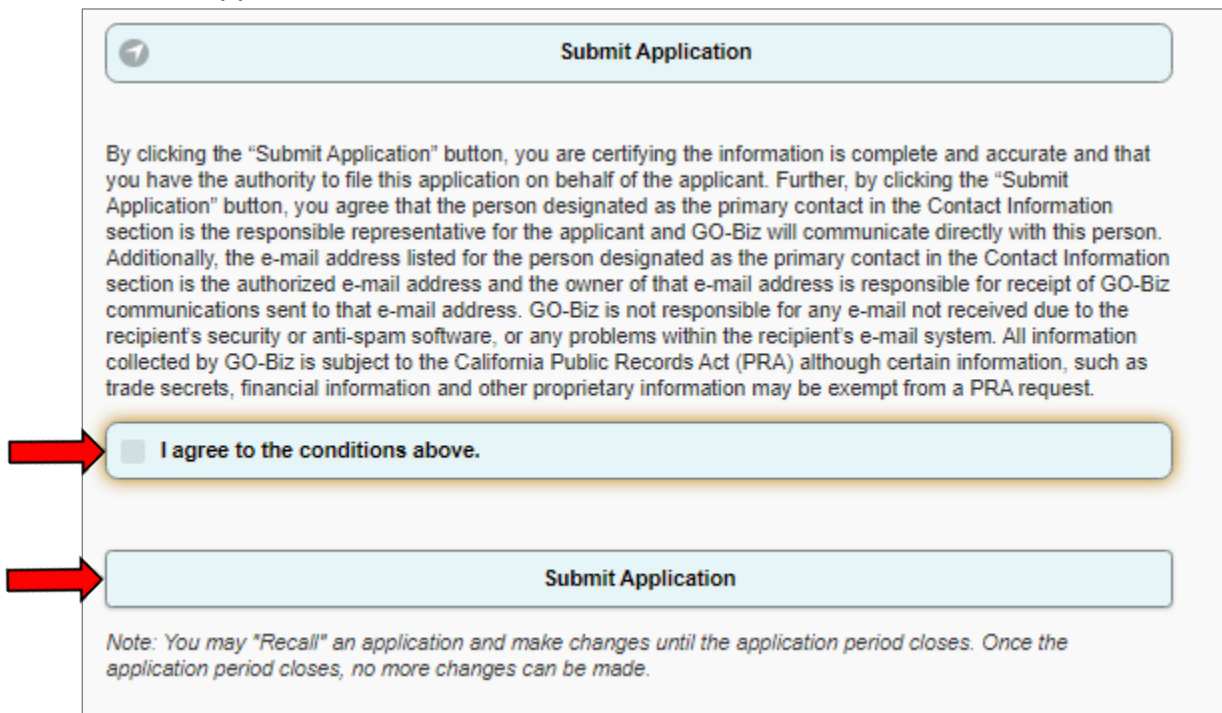 Submit Application
By clicking the “Submit Application” button, you are certifying the information is complete and accurate and that
you have the authority to file this application on behalf of the applicant. Further, by clicking the “Submit
Application” button, you agree that the person designated as the primary contact in the Contact Information
section is the responsible representative for the applicant and GO-Biz will communicate directly with this person.
Additionally, the e-mail address listed for the person designated as the primary contact in the Contact Information
section is the authorized e-mail address and the owner of that e-mail address is responsible for receipt of GO-Biz
communications sent to that e-mail address. GO-Biz is not responsible for any e-mail not received due to the
recipient's security or anti-spam software, or any problems within the recipient's e-mail system. All information
collected by GO-Biz is subject to the California Public Records Act (PRA) although certain information, such as
trade secrets, financial information and other proprietary information may be exempt from a PRA request.
I agree to the conditions above.
Submit Application
Note: You may "Recall" an application and make changes until the application period closes. Once the
application period closes, no more changes can be made.